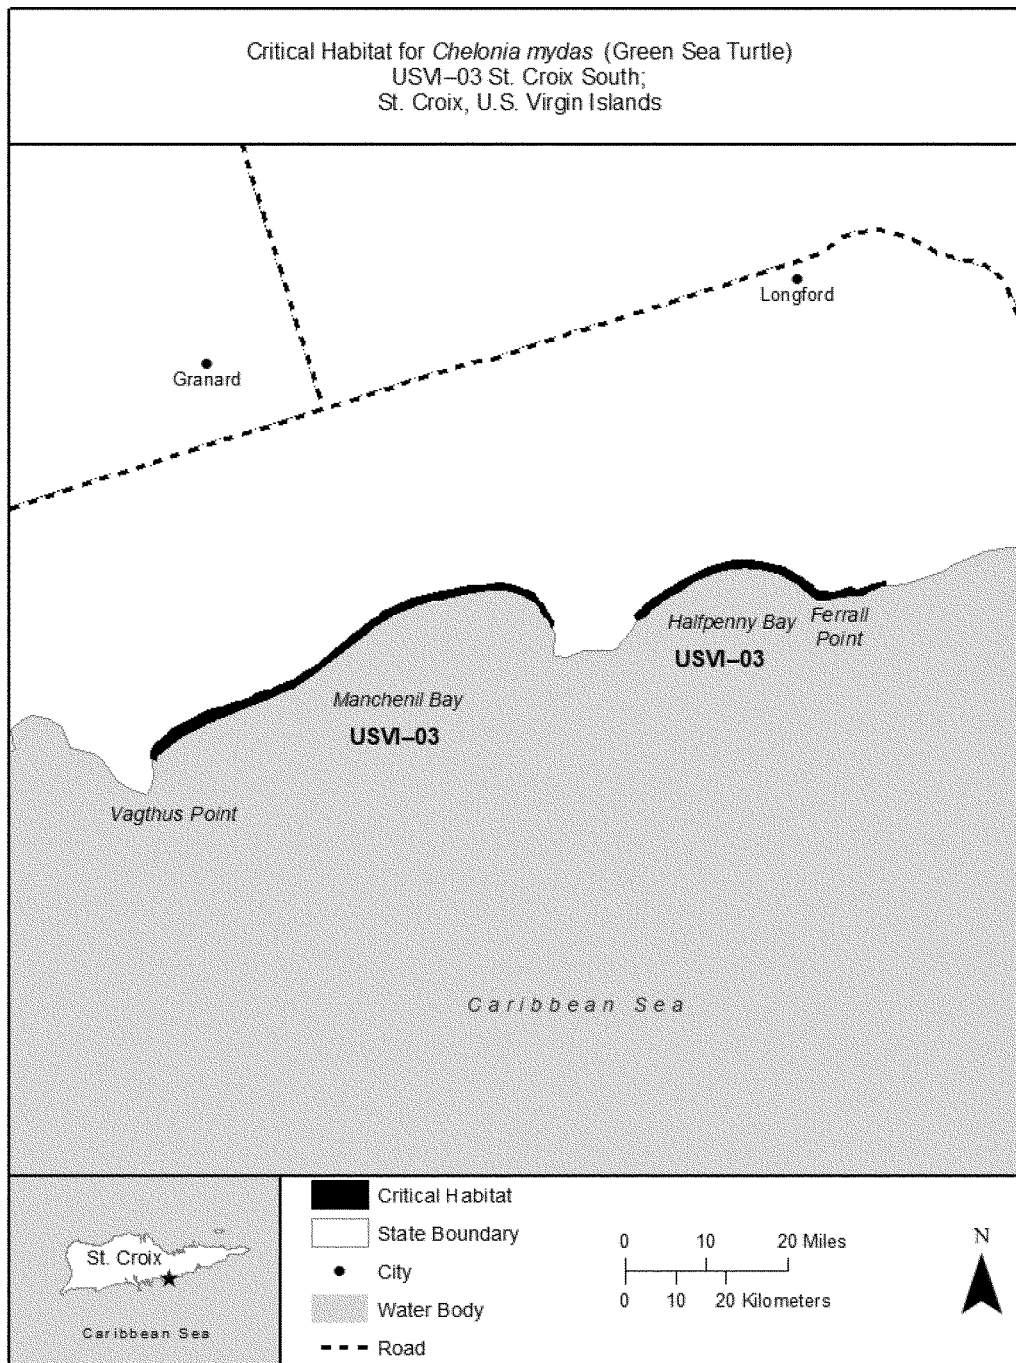 Critical Habitat for Chelonia mydas (Green Sea Turtle)
USVI–03 St. Croix South;
St. Croix, U.S. Virgin Islands
Longford
Granard
Halfpenny Bay
Ferrall
Point
USVI–03
Manchenil Bay
USVI–03
Vagthus Point
Caribbean Sea
St. Croix
Caribbean Sea
Critical Habitat
State Boundary
City
Water Body
Road
0 10 20 Miles
0 10 20 Kilometers
N